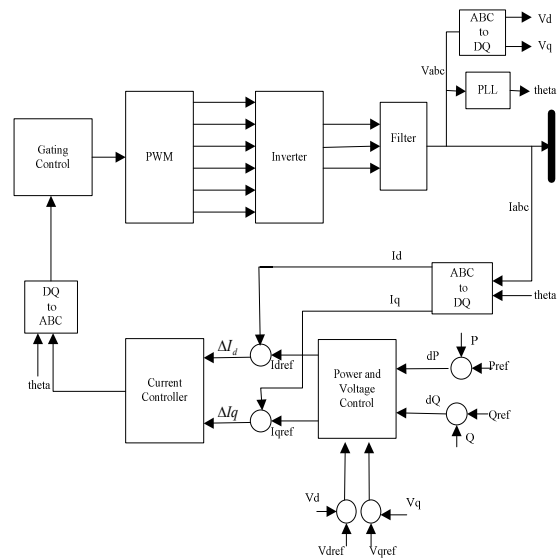 ABC
to
DQ
Vd
Vq
Vabc
PLL
theta
Gating
Control
PWM
Inverter
Filter
Iabc
Id
ABC
to
DQ
Iq
theta
DQ
to
ABC
theta
Current
Controller
ΔI_d
Idref
ΔIq
Iqref
Power and
Voltage
Control
P
dP
Pref
dQ
Qref
Q
Vd
Vq
Vdref
Vqref